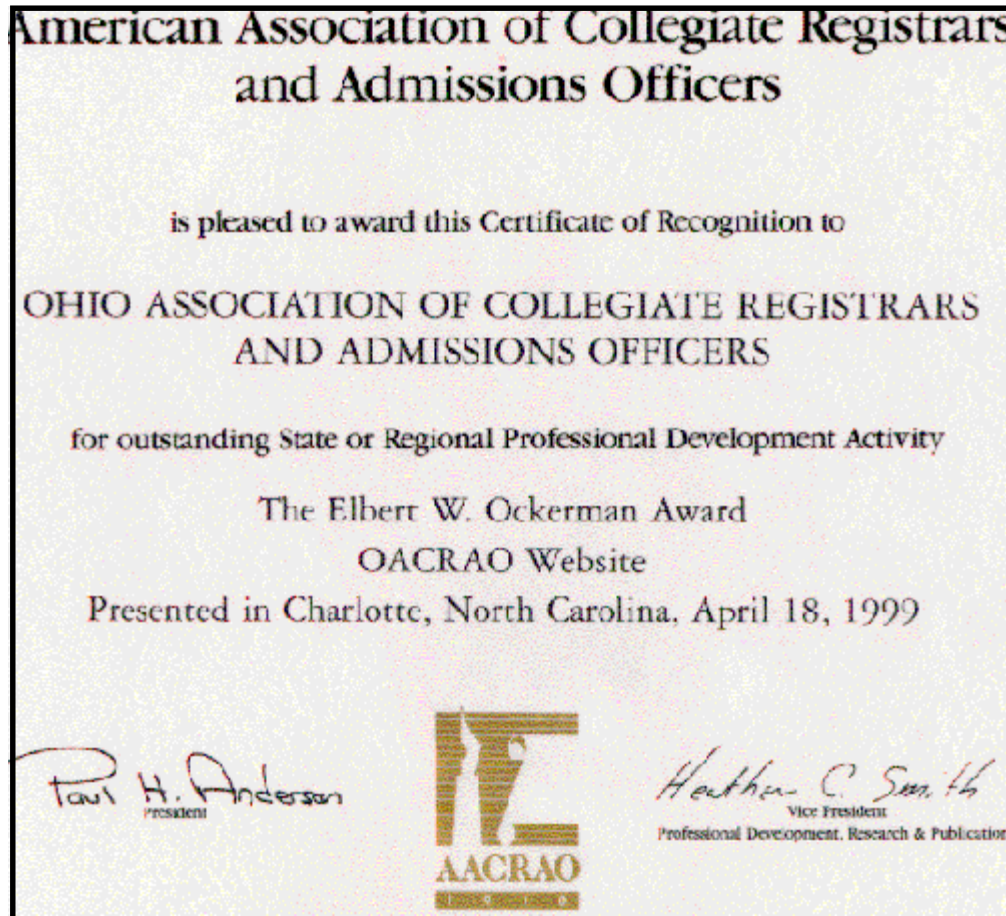 American Association of Collegiate Registrars
and Admissions Officers
is pleased to award this Certificate of Recognition to
OHIO ASSOCIATION OF COLLEGIATE REGISTRARS
AND ADMISSIONS OFFICERS
for outstanding State or Regional Professional Development Activity
The Elbert W. Ockerman Award
OACRAO Website
Presented in Charlotte, North Carolina, April 18, 1999
Paul H. Anderson
President
Heather C. Smith
Vice President
Professional Development, Research & Publication
AACRAO
1910